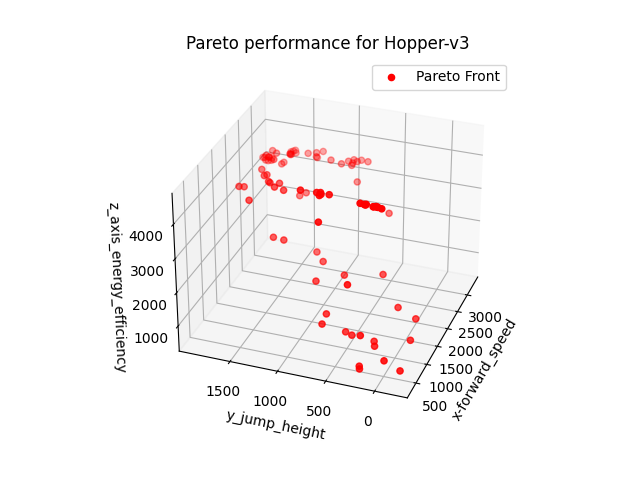 Pareto performance for Hopper-v3
Pareto Front
z_axis_energy_efficiency
4000
3000
2000
1000
1500
1000
500
0
y_jump_height
3000
2500
2000
1500
1000
500
x-forward_speed